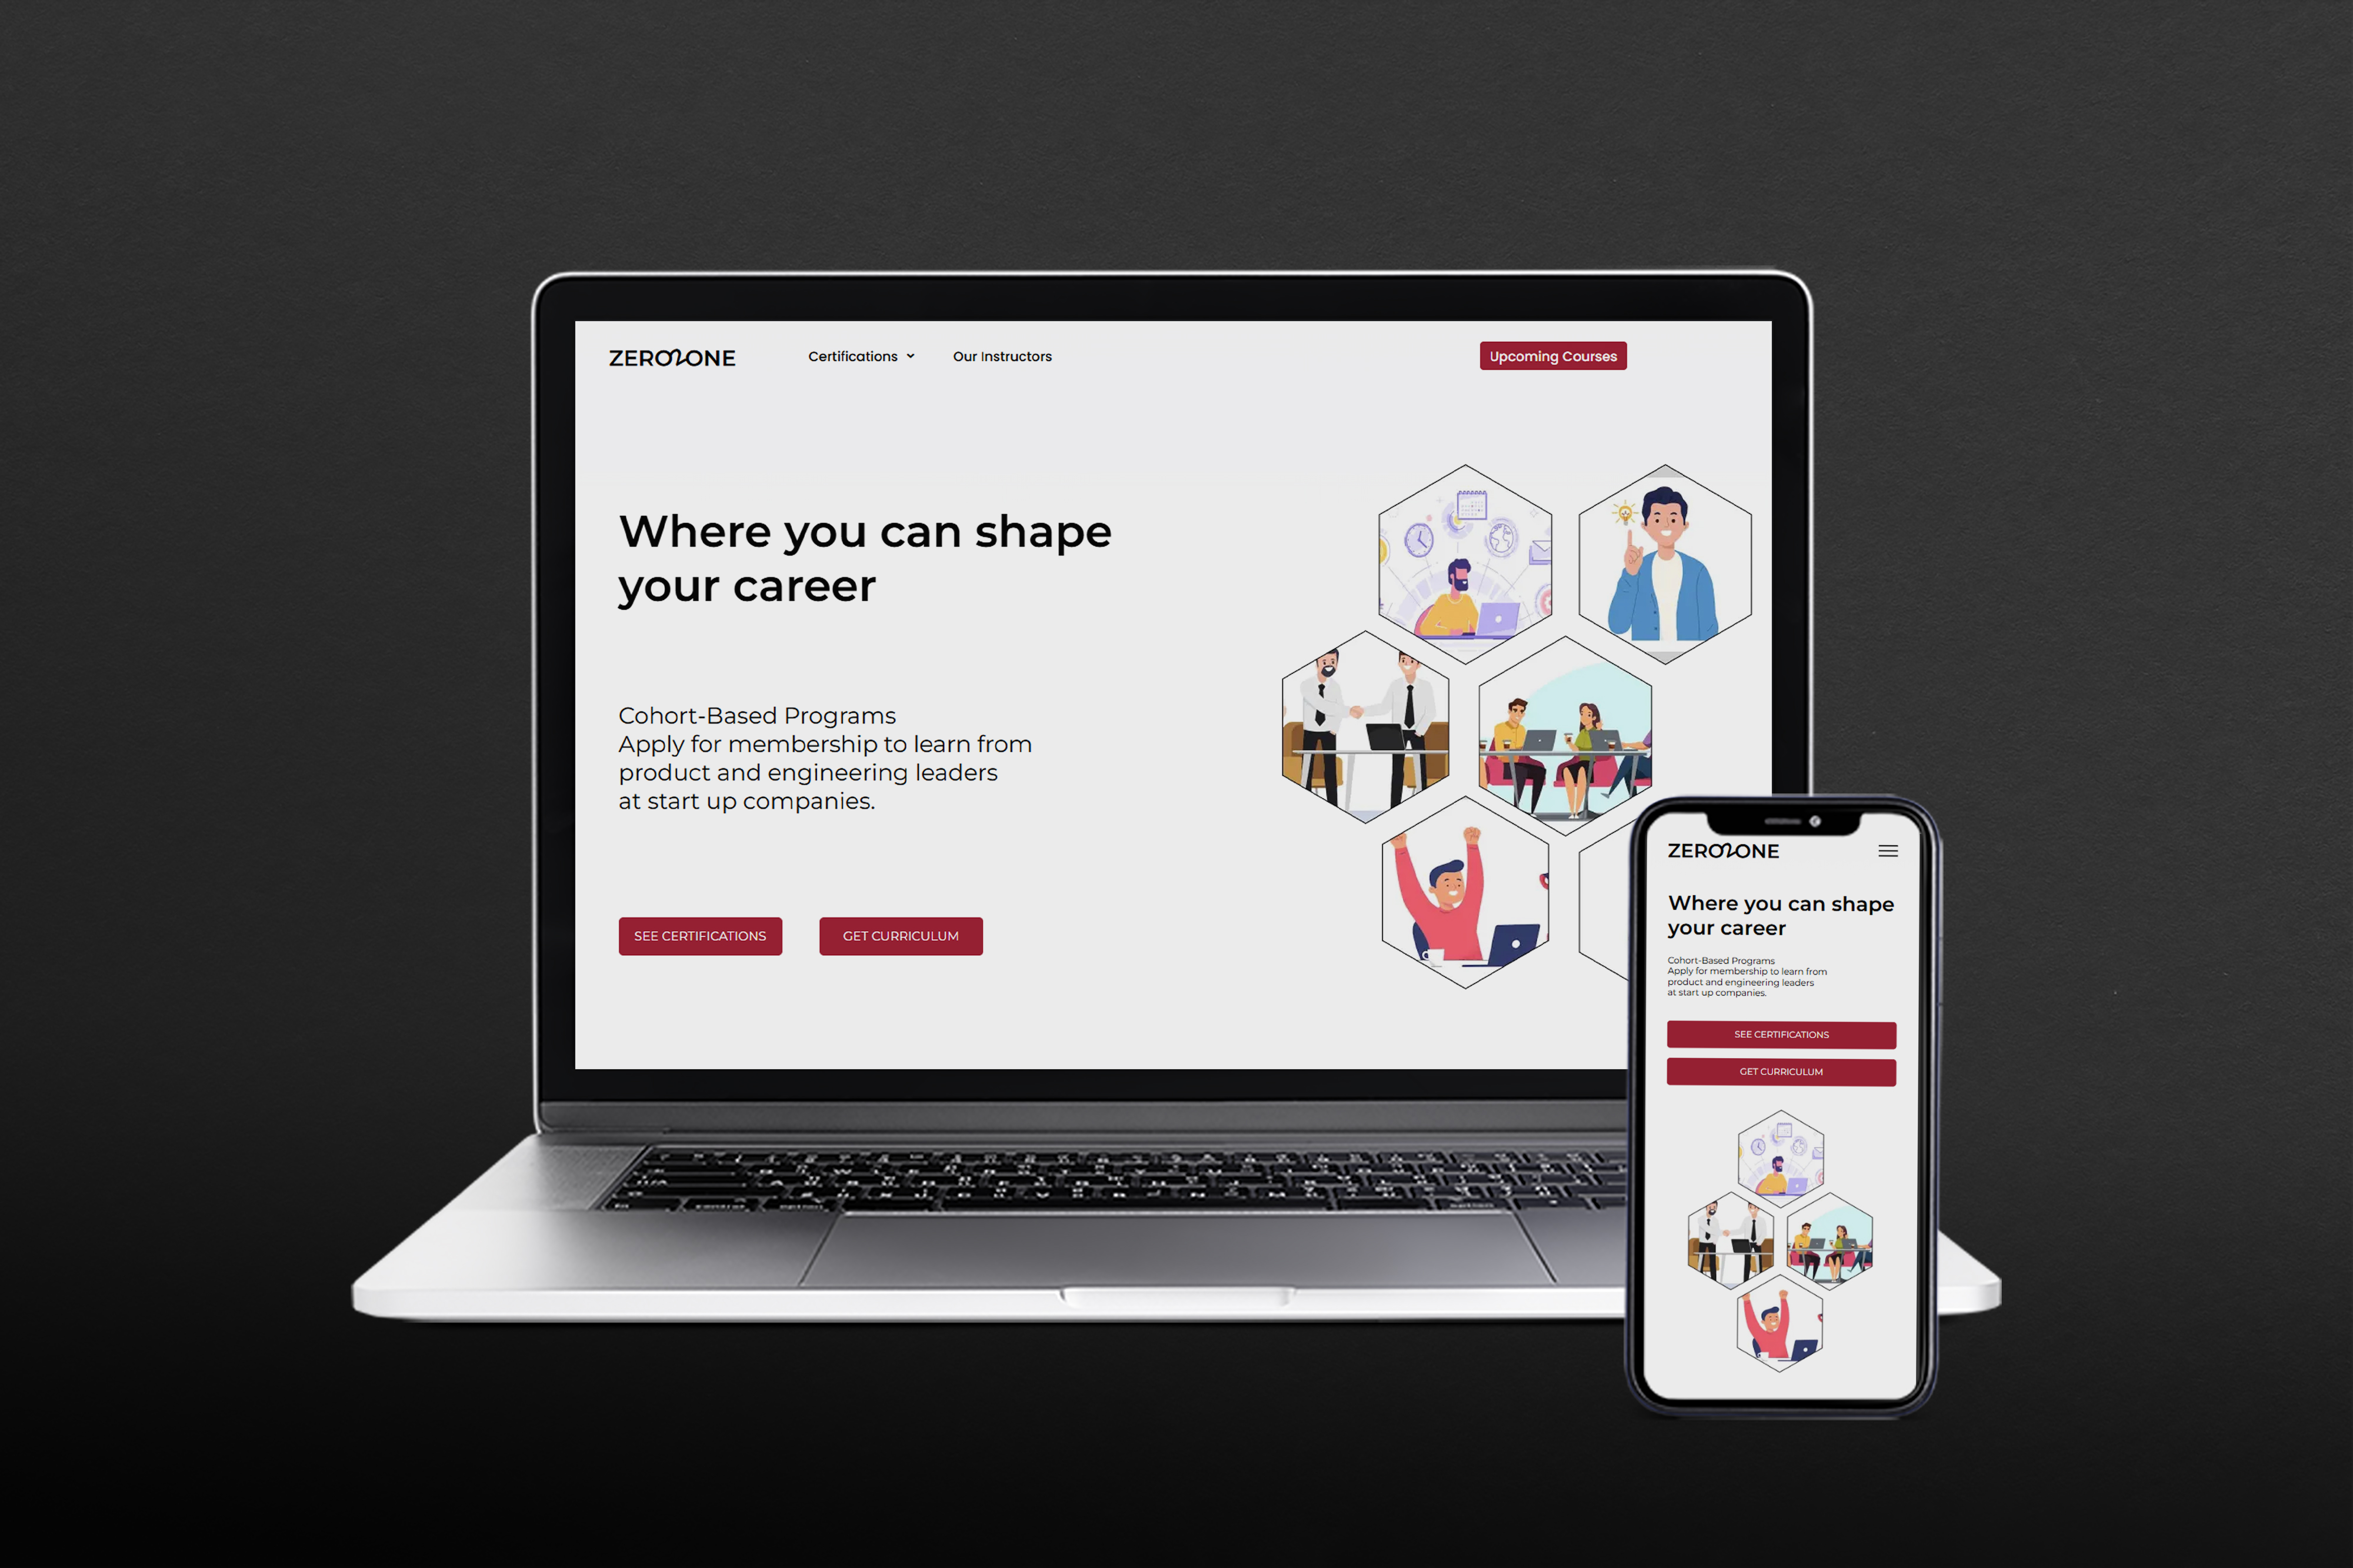 ZERO2ONE
Certifications
Our Instructors
Upcoming Courses
Where you can shape
your career
Cohort-Based Programs
Apply for membership to learn from
product and engineering leaders
at start up companies.
SEE CERTIFICATIONS
GET CURRICULUM
ZERO2ONE
Where you can shape
your career
Cohort-Based Programs
Apply for membership to learn from
product and engineering leaders
at start up companies.
SEE CERTIFICATIONS
GET CURRICULUM